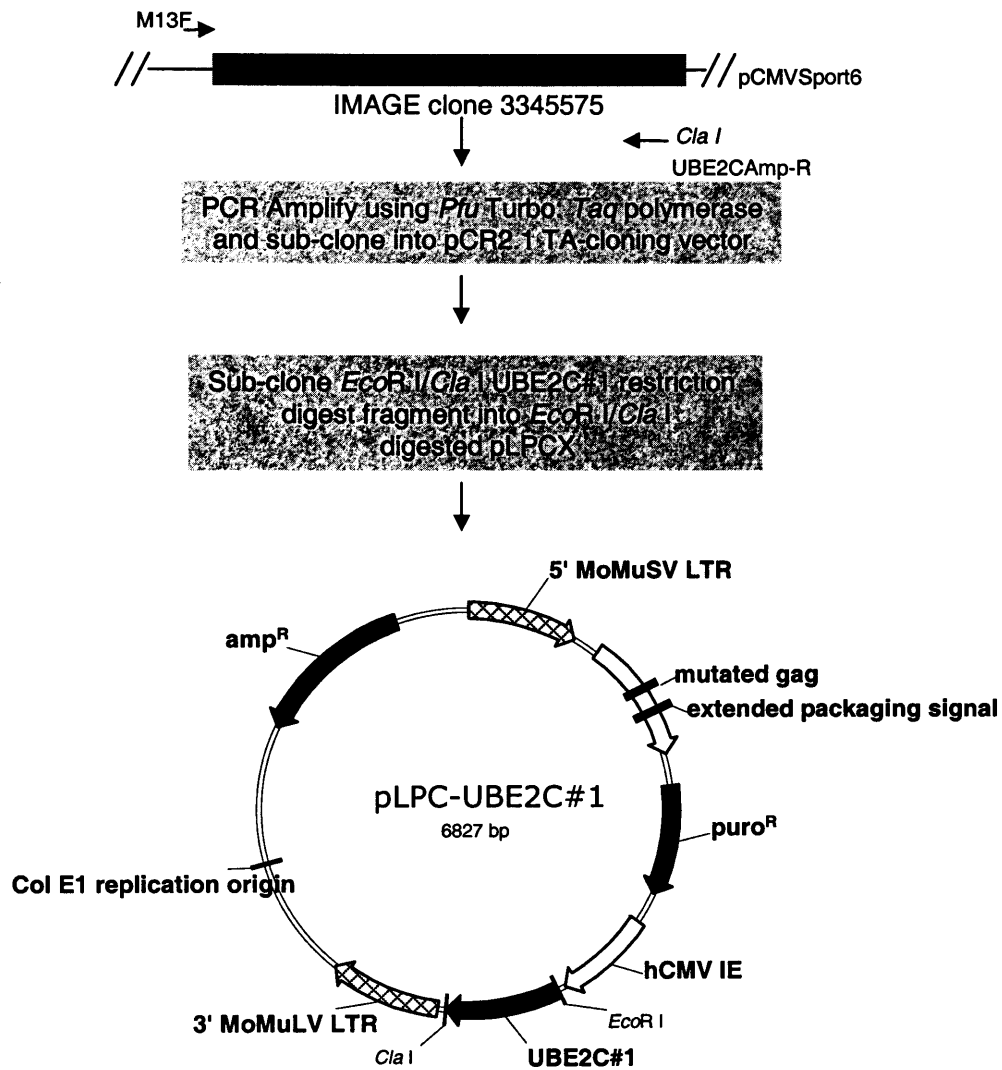 M13F
pCMVSport6
IMAGE clone 3345575
Cla I
UBE2CAmp-R
PCR Amplify using Pfu Turbo: Taq polymerase
and sub-clone into pCR2.1 TA-cloning vector
Sub-clone EcoR I/Cla I UBE2C#1 restriction
digest fragment into EcoR I/Cla I
digested pLPCX
5' MoMuSV LTR
ampR
mutated gag
extended packaging signal
pLPC-UBE2C#1
6827 bp
puroR
Col E1 replication origin
hCMV IE
3' MoMuLV LTR
EcoR I
Cla I
UBE2C#1